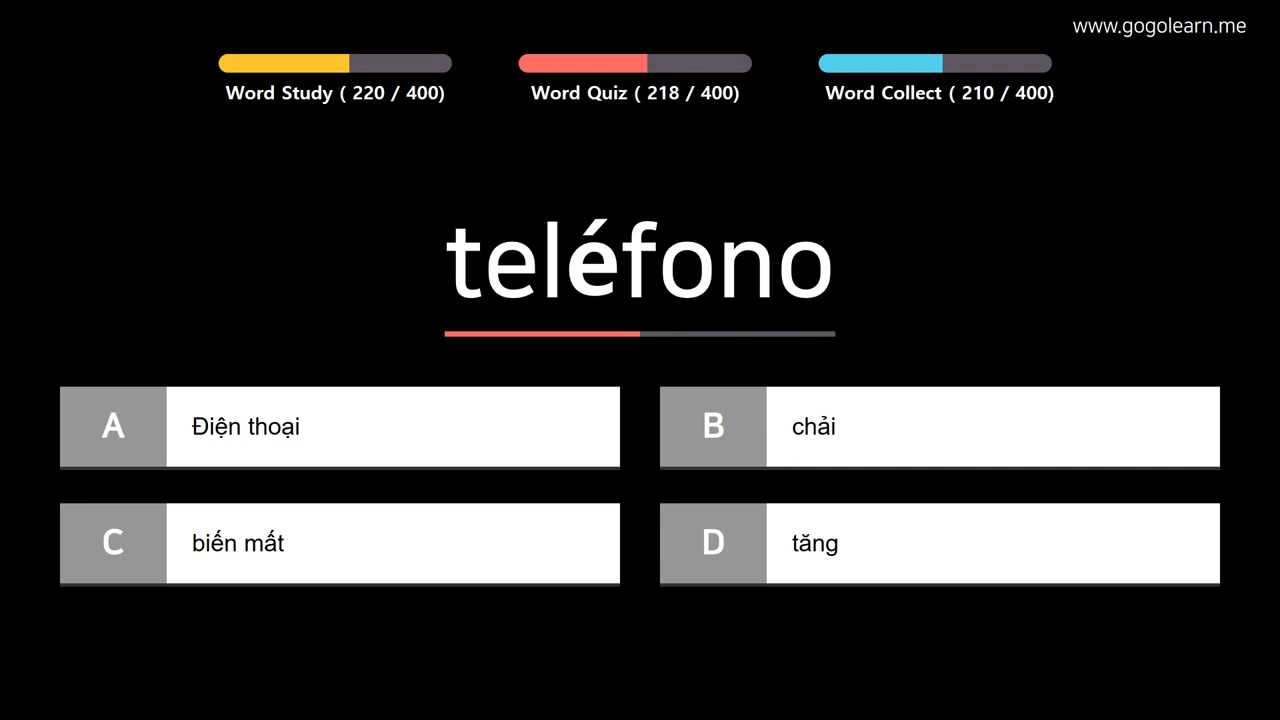 www.gogolearn.me
Word Study ( 220 / 400)
Word Quiz ( 218 / 400)
Word Collect ( 210 / 400)
teléfono
A
Điện thoại
B
chải
C
biến mất
D
tăng